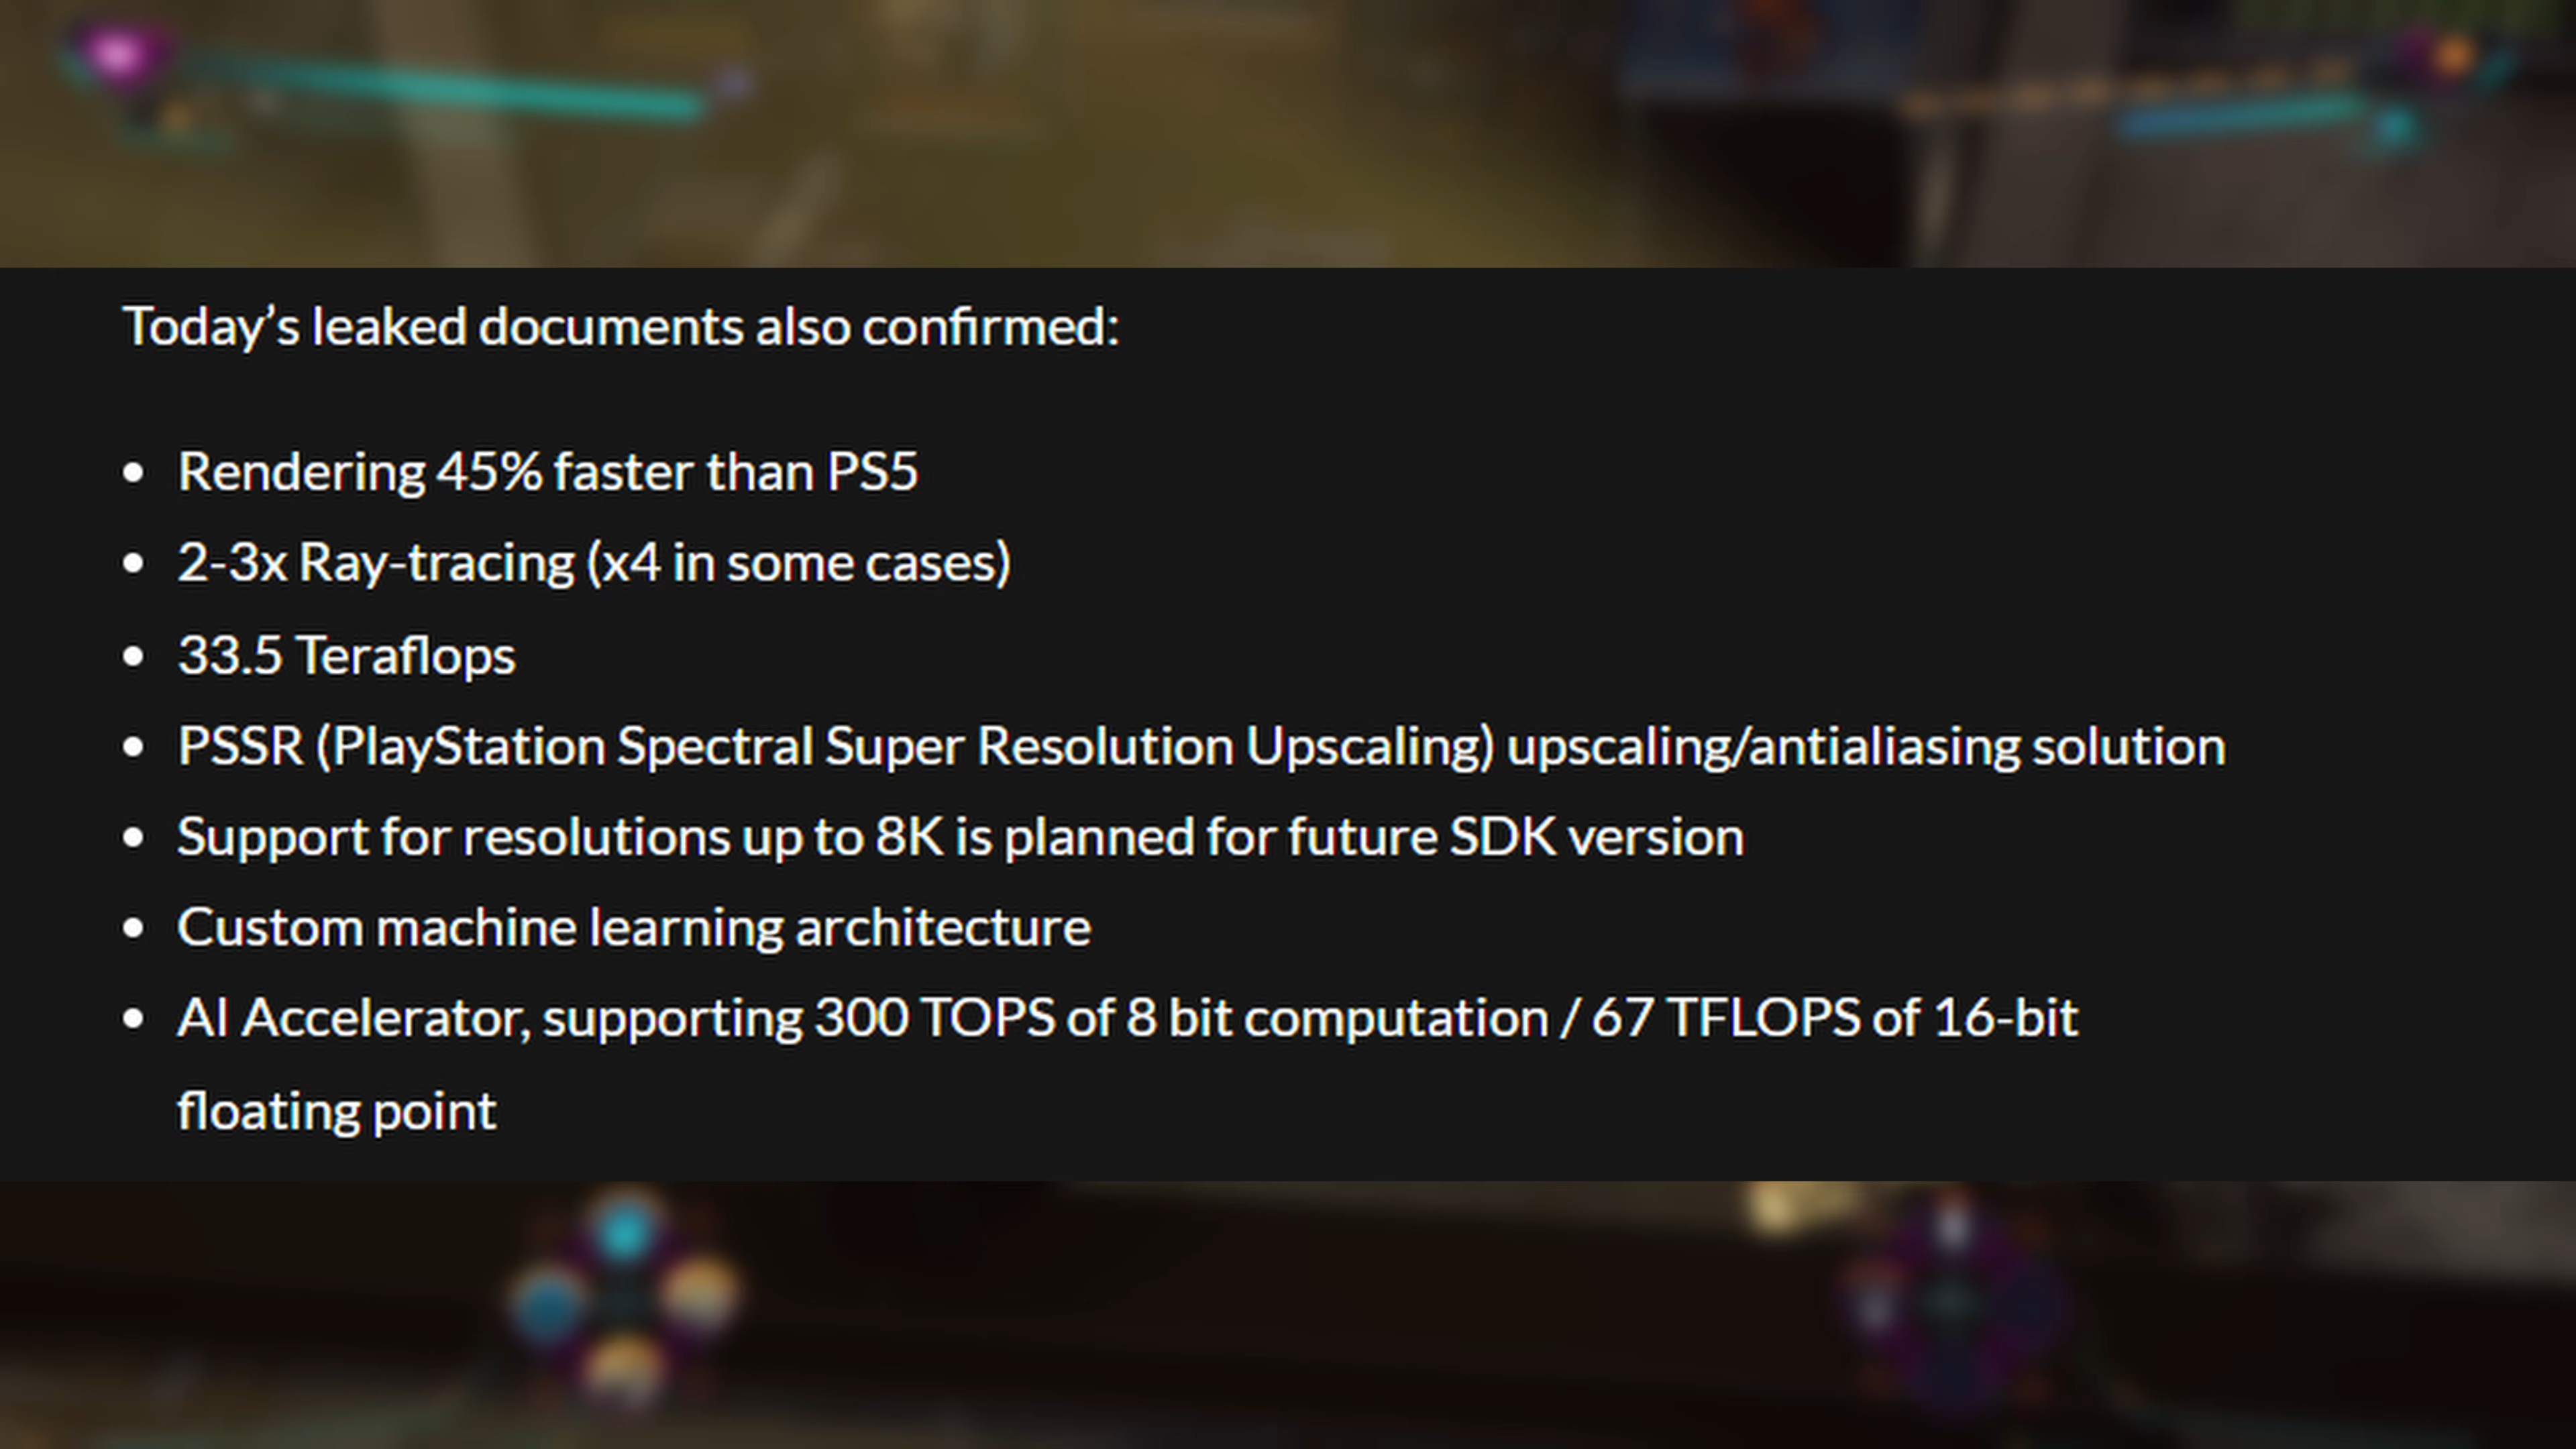 Today’s leaked documents also confirmed:
• Rendering 45% faster than PS5
• 2-3x Ray-tracing (x4 in some cases)
• 33.5 Teraflops
• PSSR (PlayStation Spectral Super Resolution Upscaling) upscaling/antialiasing solution
• Support for resolutions up to 8K is planned for future SDK version
• Custom machine learning architecture
• AI Accelerator, supporting 300 TOPS of 8 bit computation / 67 TFLOPS of 16-bit
floating point